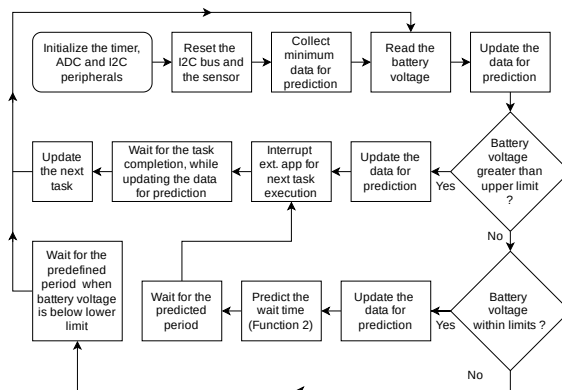 Initialize the timer,
ADC and I2C
peripherals
Reset the
I2C bus and
the sensor
Collect
minimum
data for
prediction
Read the
battery
voltage
Update the
data for
prediction
Battery
voltage
greater than
upper limit
?
Yes
No
Update the
data for
prediction
Interrupt
ext. app for
next task
execution
Wait for the task
completion, while
updating the data
for prediction
Update
the next
task
Battery
voltage
within limits ?
Yes
No
Update the
data for
prediction
Predict the
wait time
(Function 2)
Wait for the
predicted
period
Wait for the
predefined
period when
battery voltage
is below lower
limit